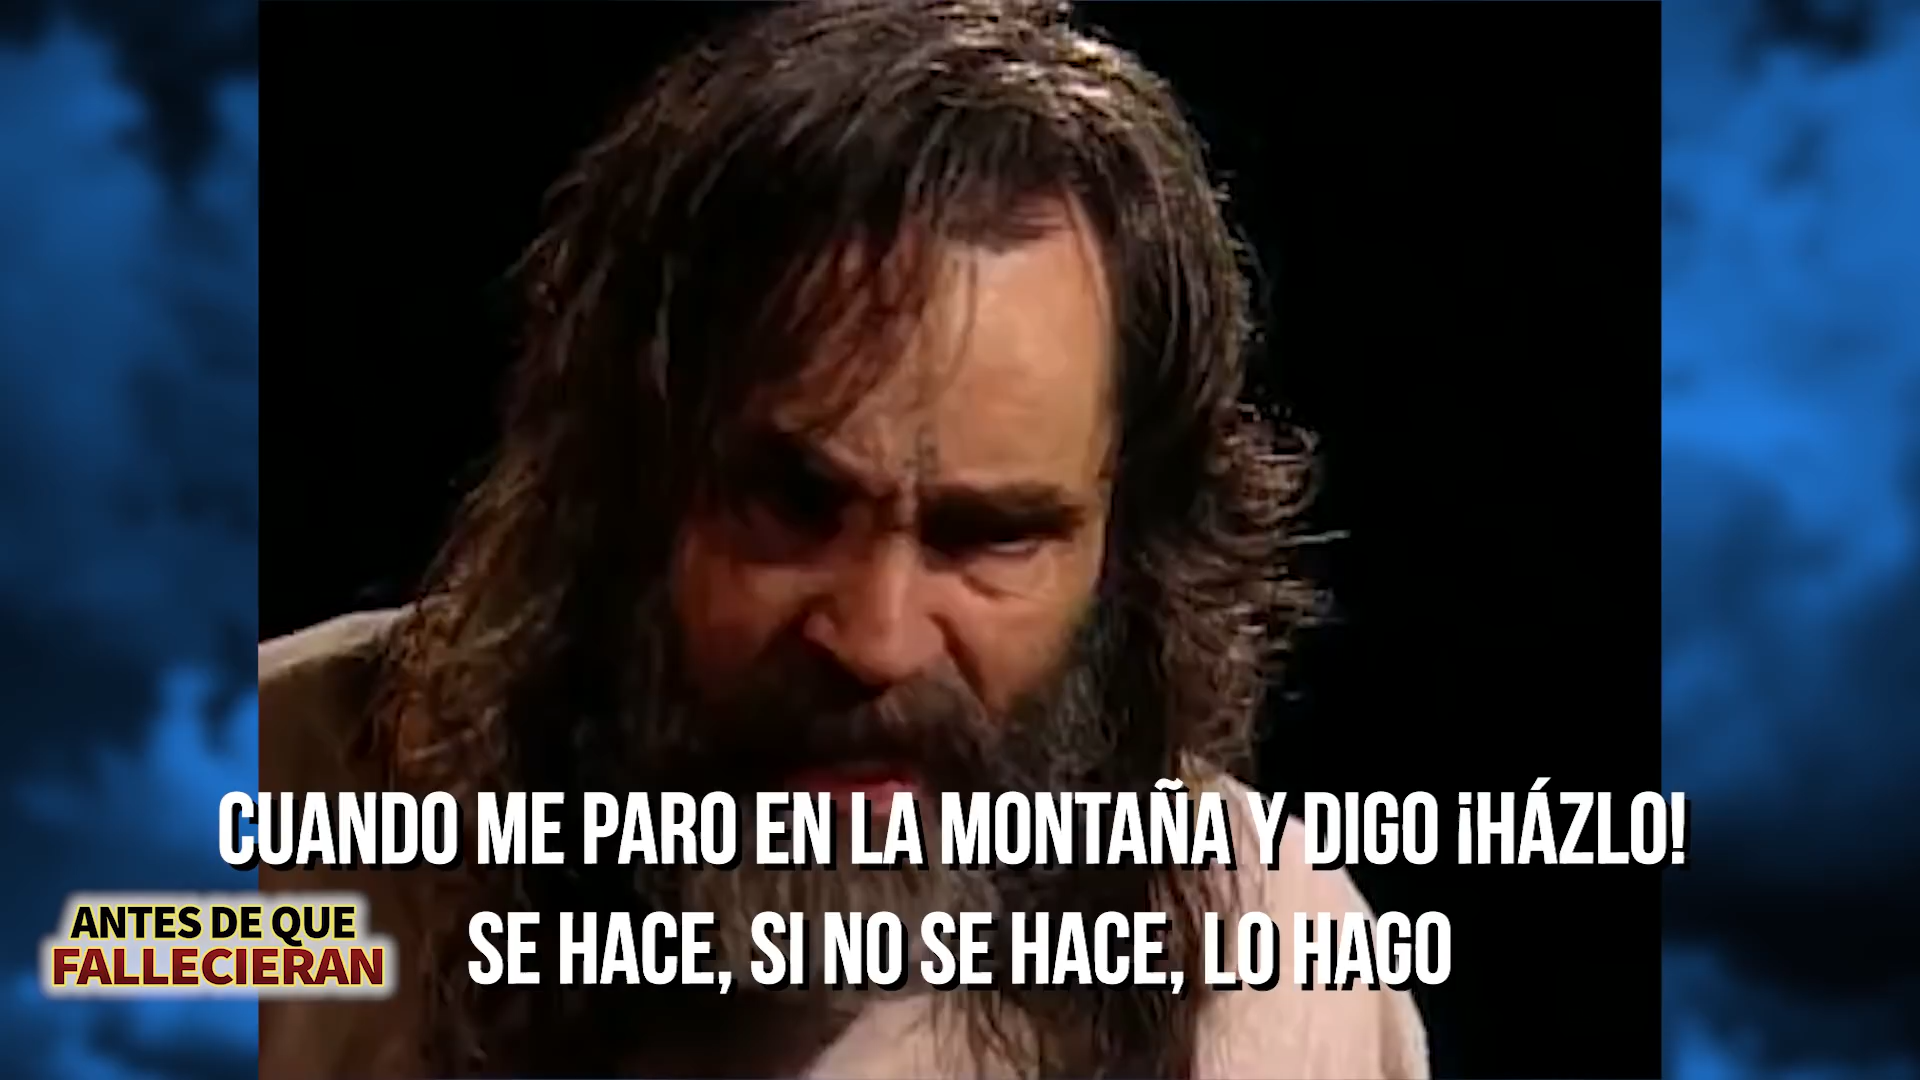 CUANDO ME PARO EN LA MONTAÑA Y DIGO ¡HÁZLO!
SE HACE, SI NO SE HACE, LO HAGO
ANTES DE QUE
FALLECIERAN